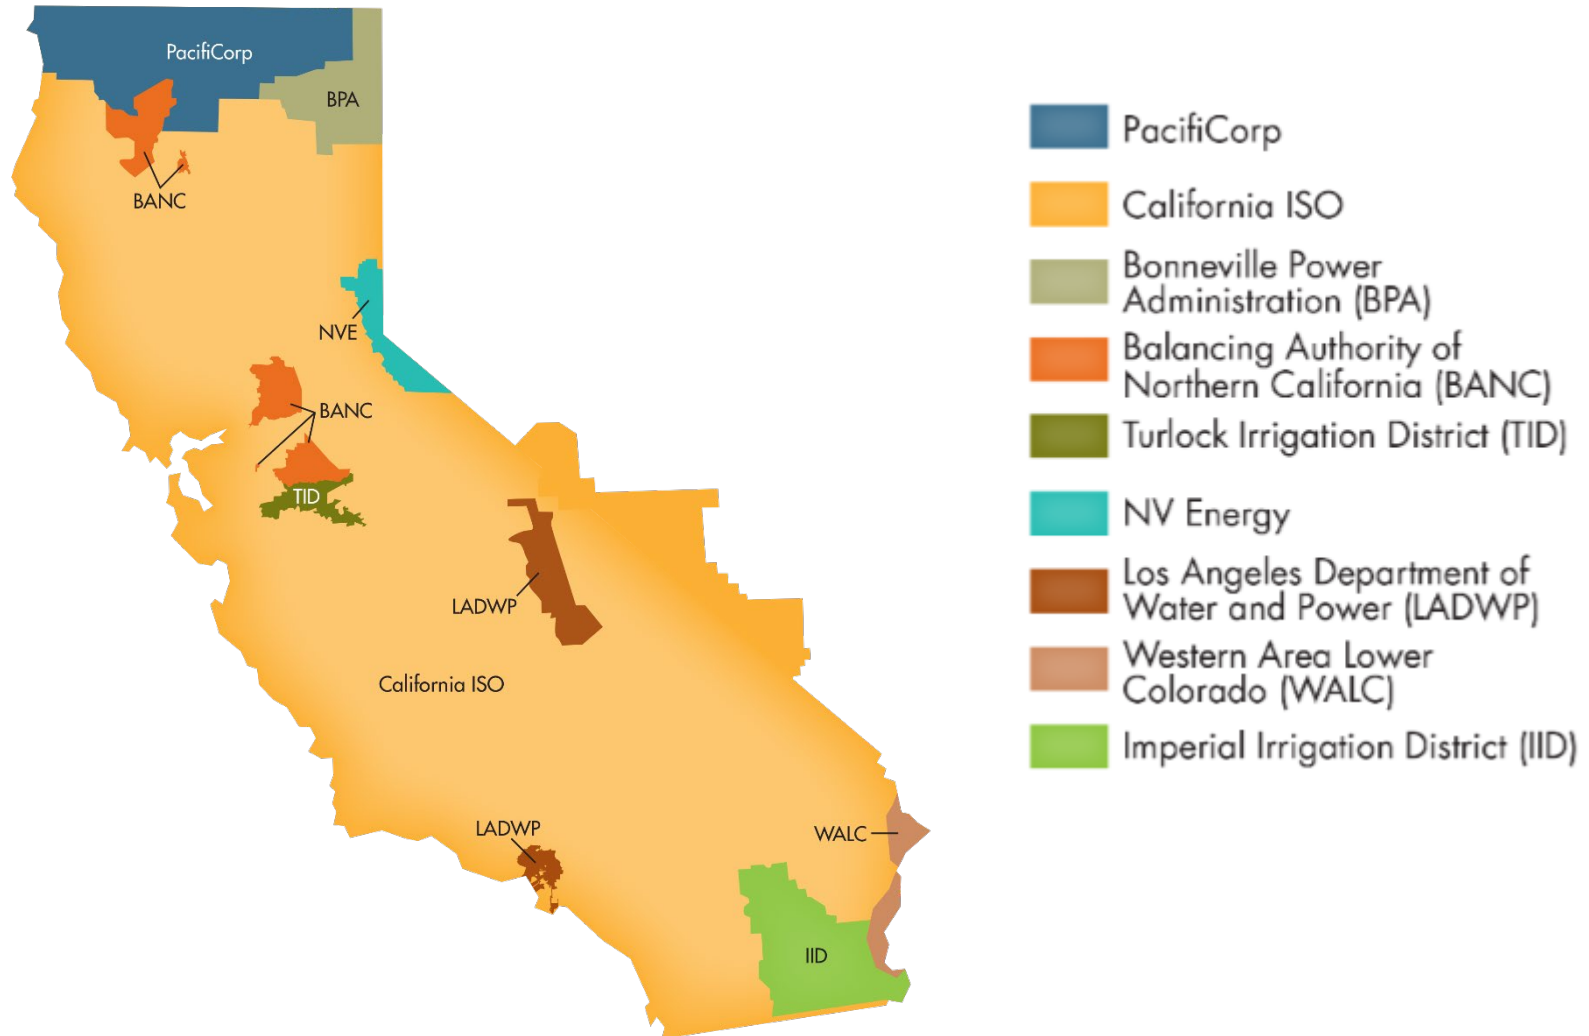 PacifiCorp
BPA
BANC
NVE
BANC
TID
LADWP
California ISO
LADWP
WALC
IID
PacifiCorp
California ISO
Bonneville Power
Administration (BPA)
Balancing Authority of
Northern California (BANC)
Turlock Irrigation District (TID)
NV Energy
Los Angeles Department of
Water and Power (LADWP)
Western Area Lower
Colorado (WALC)
Imperial Irrigation District (IID)